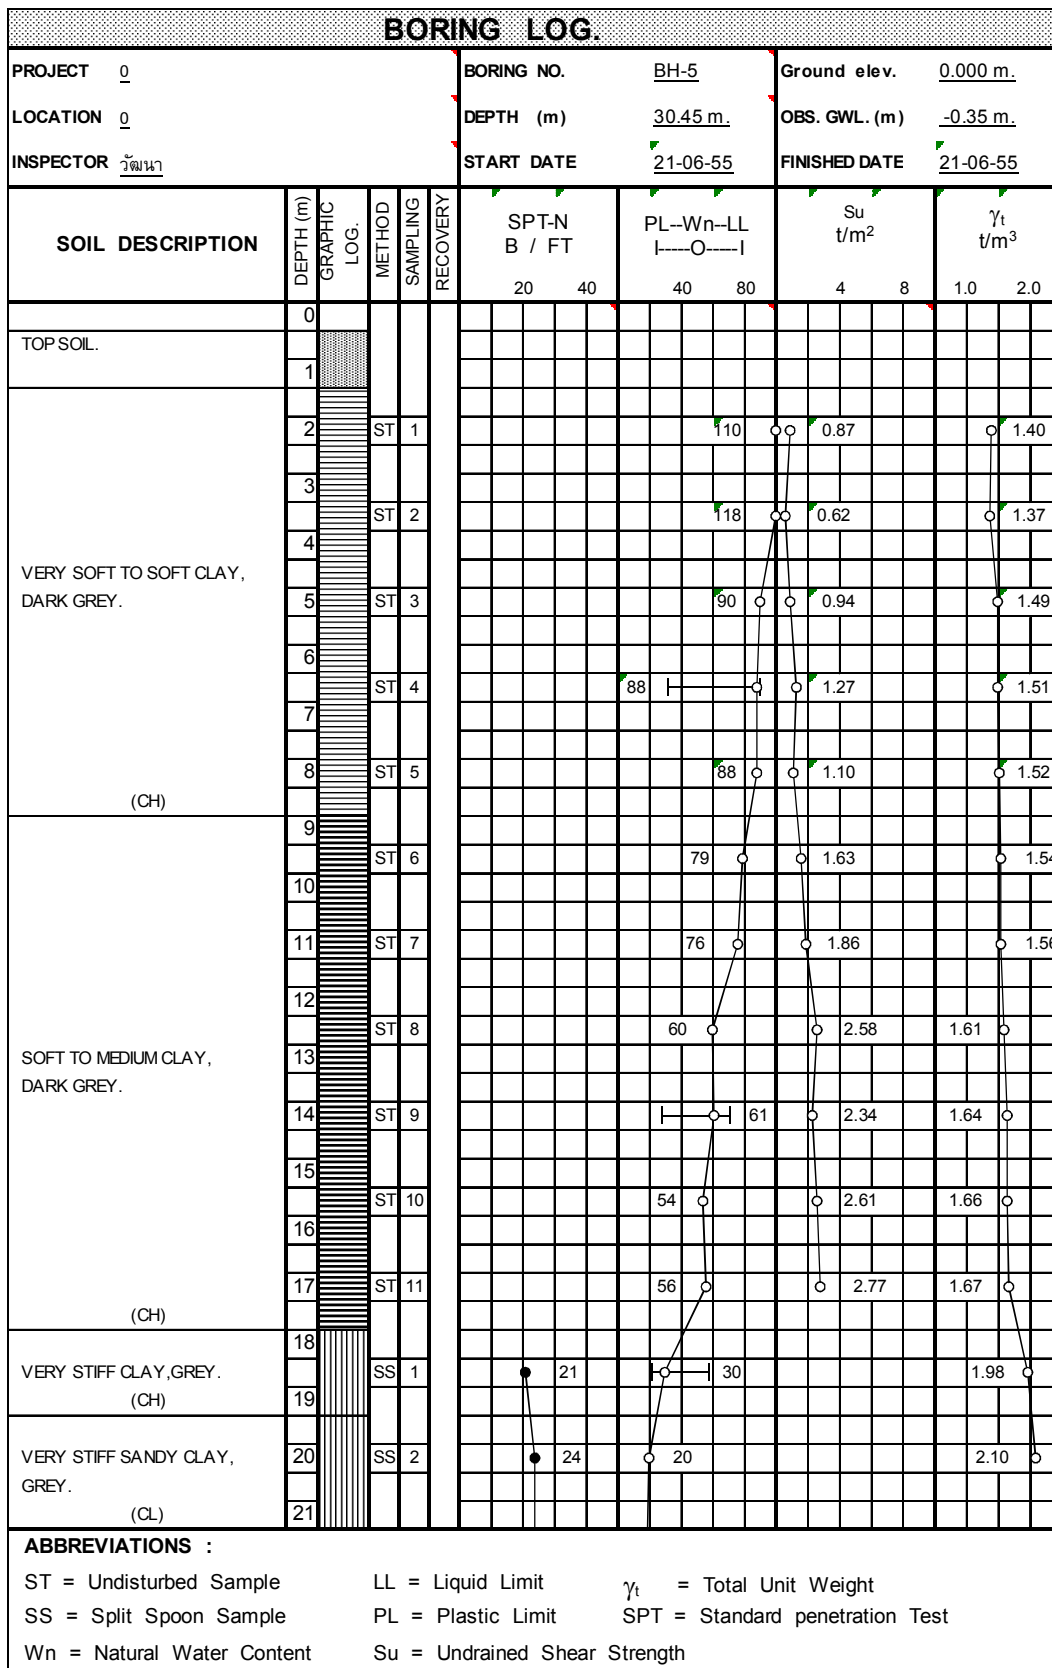 BORING LOG.
PROJECT 0 BORING NO. BH-5 Ground elev. 0.000 m.
LOCATION 0 DEPTH (m) 30.45 m. OBS. GWL. (m) -0.35 m.
INSPECTOR วัฒนา START DATE 21-06-55 FINISHED DATE 21-06-55
SOIL DESCRIPTION DEPTH (m) GRAPHIC LOG. METHOD SAMPLING RECOVERY SPT-N B / FT PL--Wn--LL I-----O-----I Su t/m2 γt t/m3
20 40 40 80 4 8 1.0 2.0
0
TOP SOIL.
1
2 ST 1 110 0.87 1.40
3
ST 2 118 0.62 1.37
4
VERY SOFT TO SOFT CLAY,
DARK GREY. 5 ST 3 90 0.94 1.49
6
ST 4 88 1.27 1.51
7
8 ST 5 88 1.10 1.52
(CH)
9
ST 6 79 1.63 1.54
10
11 ST 7 76 1.86 1.56
12
ST 8 60 2.58 1.61
SOFT TO MEDIUM CLAY, 13
DARK GREY.
14 ST 9 61 2.34 1.64
15
ST 10 54 2.61 1.66
16
17 ST 11 56 2.77 1.67
(CH)
18
VERY STIFF CLAY,GREY. SS 1 21 30 1.98
(CH) 19
VERY STIFF SANDY CLAY, 20 SS 2 24 20 2.10
GREY.
(CL) 21
ABBREVIATIONS :
ST = Undisturbed Sample LL = Liquid Limit γt = Total Unit Weight
SS = Split Spoon Sample PL = Plastic Limit SPT = Standard penetration Test
Wn = Natural Water Content Su = Undrained Shear Strength